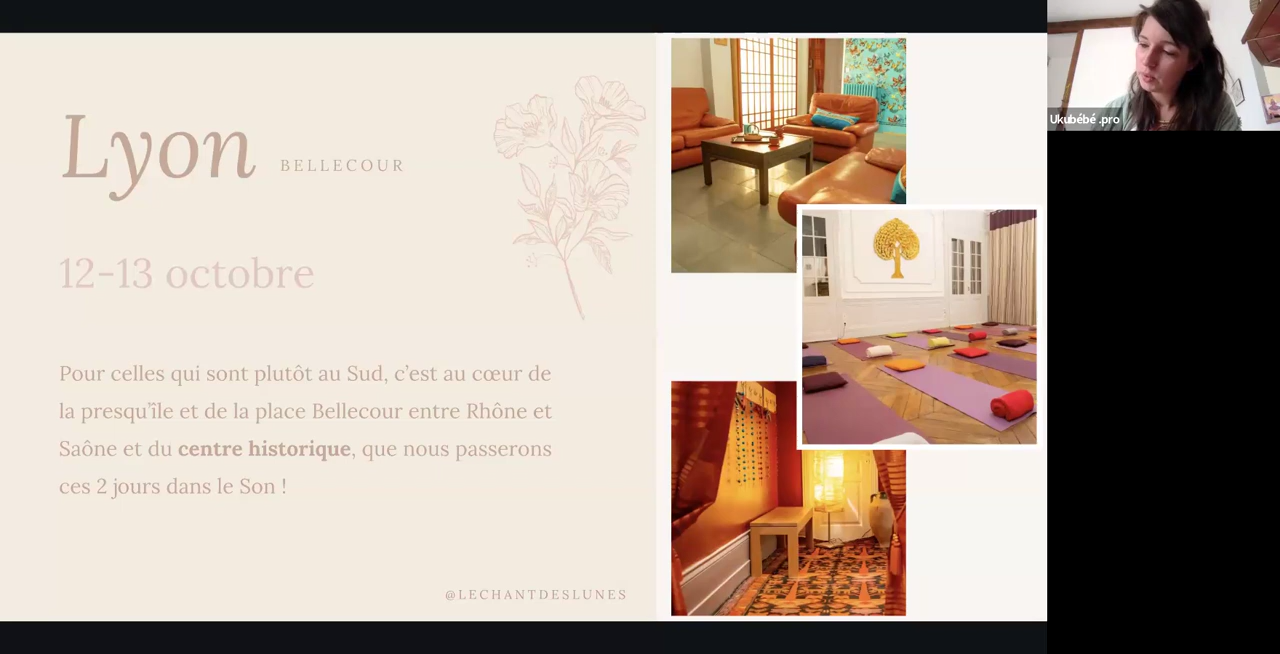 Lyon BELLECOUR
12-13 octobre
Pour celles qui sont plutôt au Sud, c’est au cœur de
la presqu’île et de la place Bellecour entre Rhône et
Saône et du centre historique, que nous passerons
ces 2 jours dans le Son !
@LECHANTDESLUNES
Ukubébé .pro